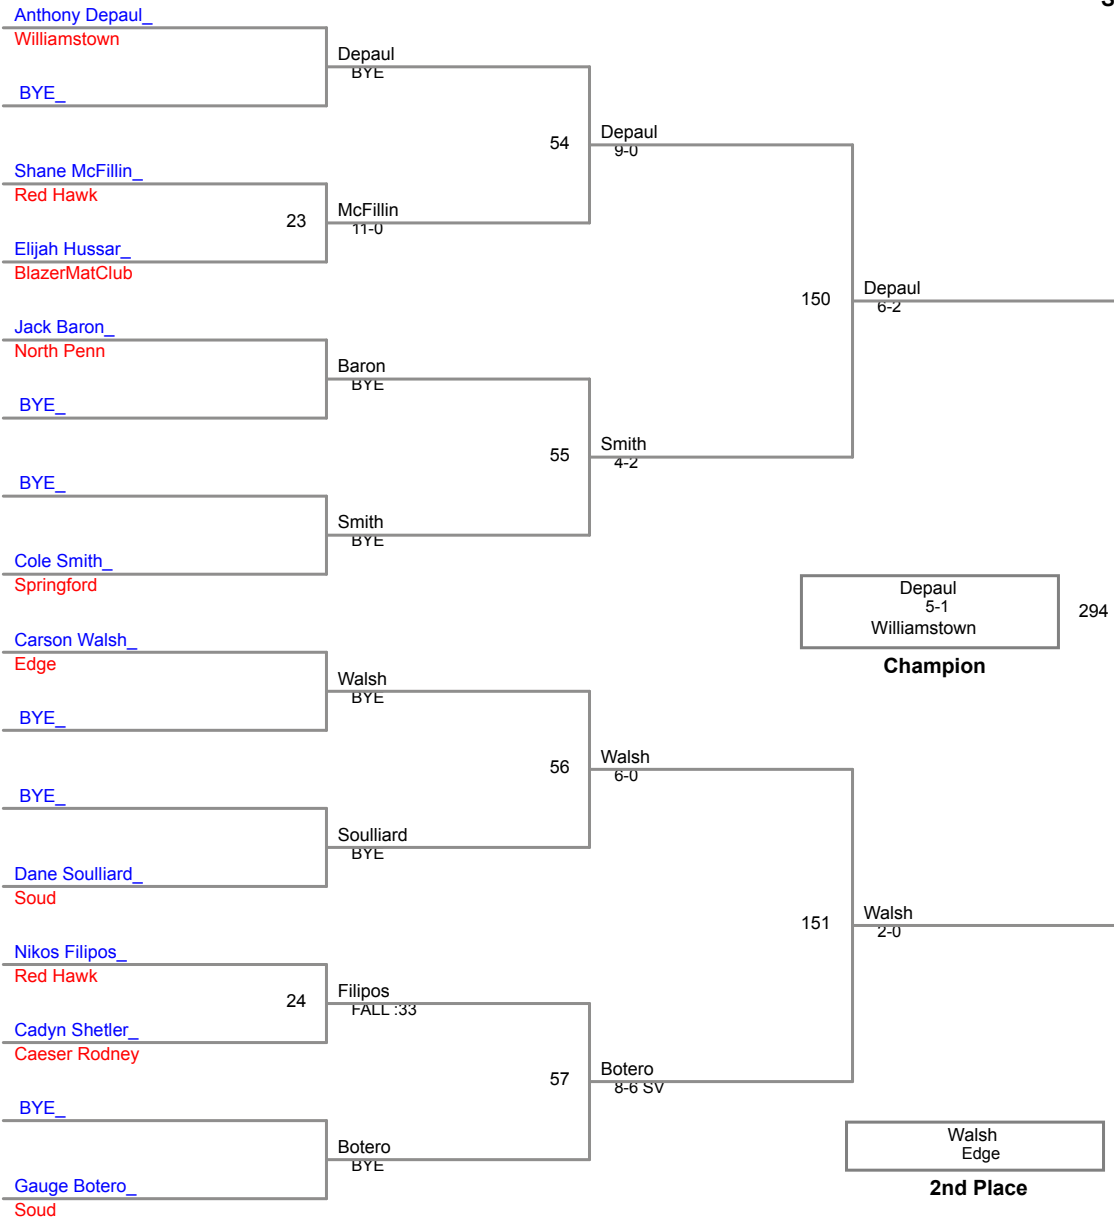 Anthony Depaul_
Williamstown
BYE_
Depaul
BYE
Shane McFillin_
Red Hawk
23
Elijah Hussar_
BlazerMatClub
McFillin
11-0
54
Depaul
9-0
Jack Baron_
North Penn
BYE_
Baron
BYE
BYE_
Cole Smith_
Springford
Smith
BYE
55
Smith
4-2
150
Depaul
6-2
Depaul
5-1
Williamstown
294
Champion
Carson Walsh_
Edge
BYE_
Walsh
BYE
BYE_
Dane Soulliard_
Soud
Soulliard
BYE
56
Walsh
6-0
Nikos Filipos_
Red Hawk
24
Cadyn Shetler_
Caeser Rodney
Filipos
FALL :33
BYE_
Gauge Botero_
Soud
Botero
BYE
57
Botero
8-6 SV
151
Walsh
2-0
Walsh
Edge
2nd Place